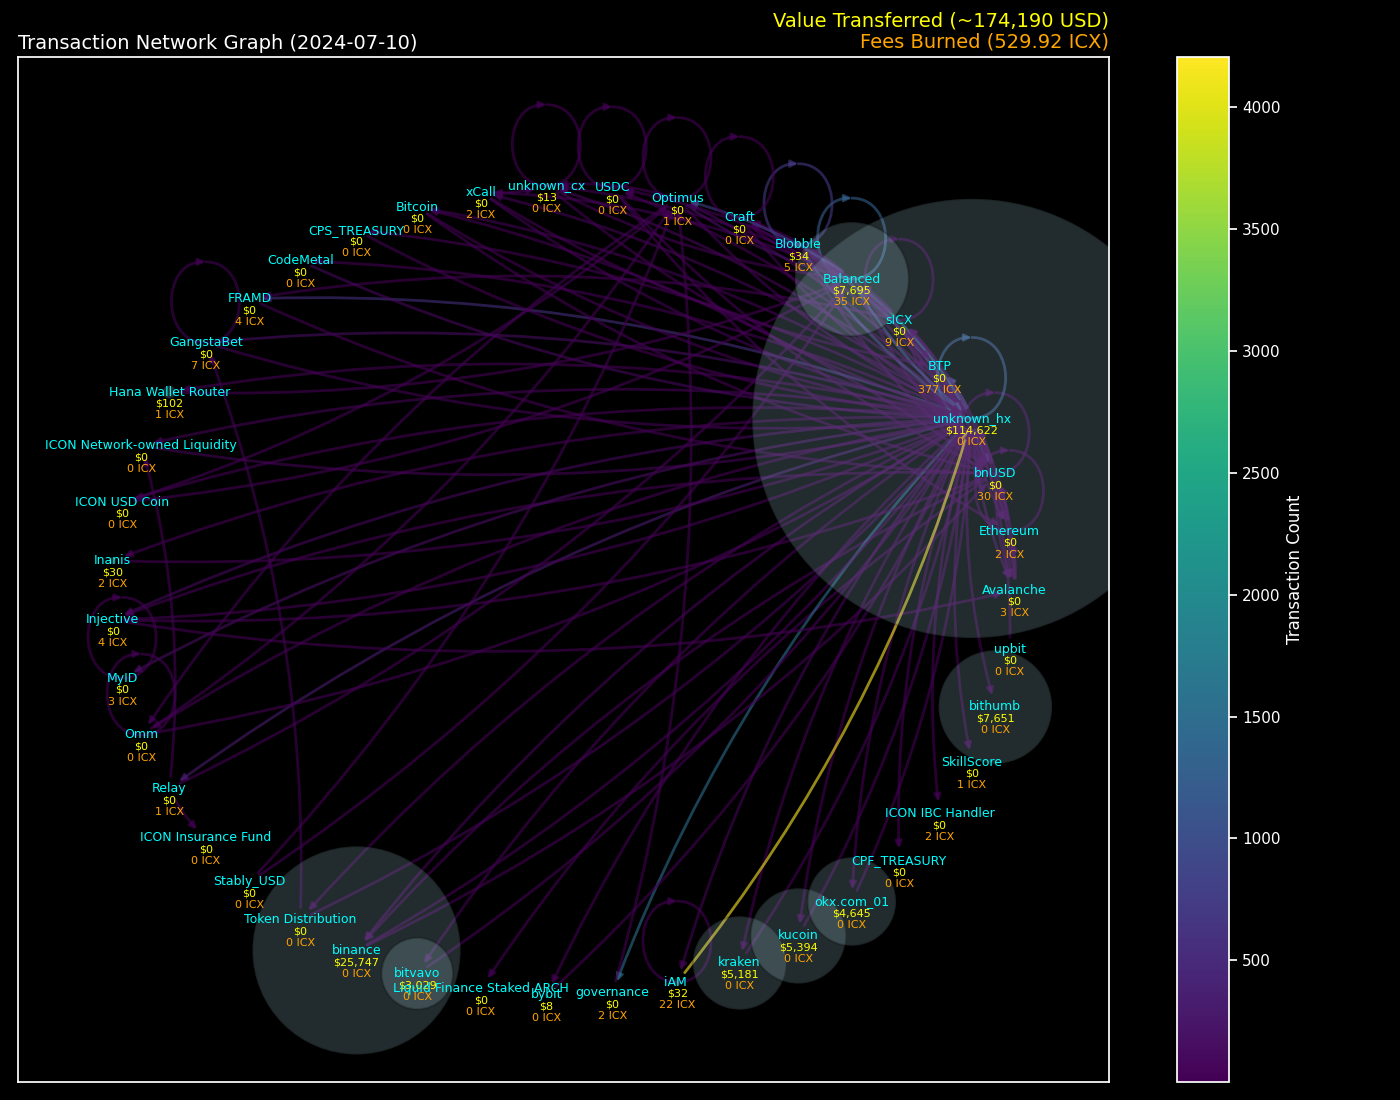 Value Transferred (~174,190 USD)
Transaction Network Graph (2024-07-10)
Fees Burned (529.92 ICX)
unknown_cx
$13
0 ICX
USDC
$0
0 ICX
xCall
$0
2 ICX
Optimus
$0
1 ICX
Bitcoin
$0
0 ICX
Craft
$0
0 ICX
CPS_TREASURY
$0
0 ICX
Blobble
$34
5 ICX
CodeMetal
$0
0 ICX
Balanced
$7,695
35 ICX
FRAMD
$0
4 ICX
sICX
$0
9 ICX
GangstaBet
$0
7 ICX
BTP
$0
377 ICX
Hana Wallet Router
$102
1 ICX
unknown_hx
$114,622
0 ICX
ICON Network-owned Liquidity
$0
0 ICX
bnUSD
$0
30 ICX
ICON USD Coin
$0
0 ICX
Ethereum
$0
2 ICX
Inanis
$30
2 ICX
Avalanche
$0
3 ICX
Injective
$0
4 ICX
upbit
$0
0 ICX
MyID
$0
3 ICX
bithumb
$7,651
0 ICX
Omm
$0
0 ICX
SkillScore
$0
1 ICX
Relay
$0
1 ICX
ICON IBC Handler
$0
2 ICX
ICON Insurance Fund
$0
0 ICX
CPF_TREASURY
$0
0 ICX
Stably_USD
$0
0 ICX
okx.com_01
$4,645
0 ICX
Token Distribution
$0
0 ICX
kucoin
$5,394
0 ICX
binance
$25,747
0 ICX
kraken
$5,181
0 ICX
bitvavo
$3,029
0 ICX
iAM
$32
22 ICX
Liquid Finance Staked ARCH
$0
0 ICX
bybit
$8
0 ICX
governance
$0
2 ICX
4000
3500
3000
2500
2000
1500
1000
500
Transaction Count